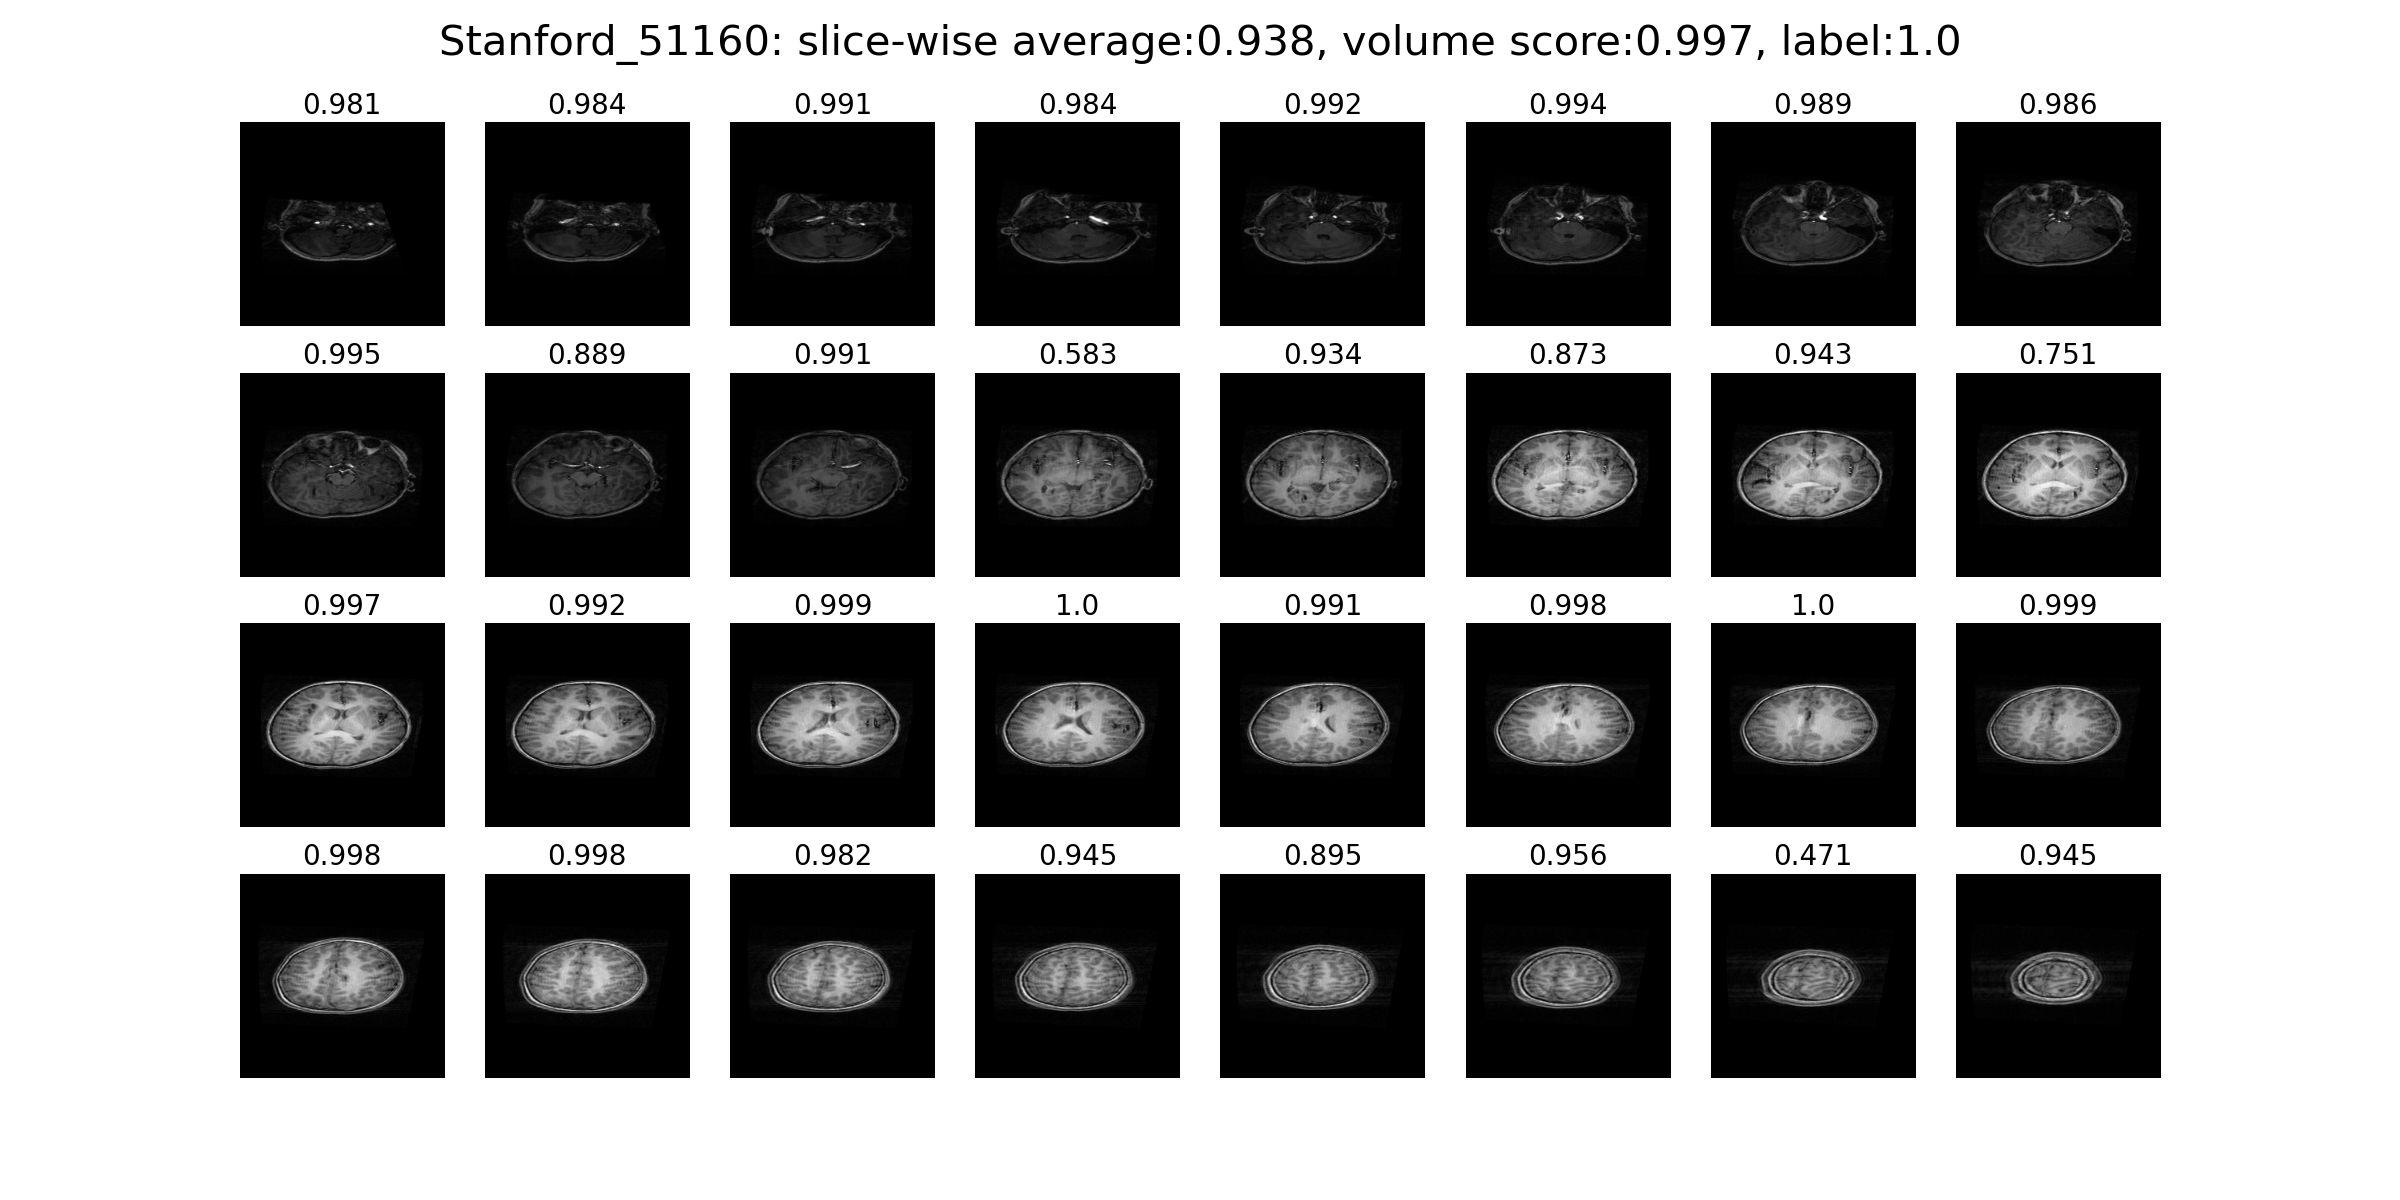 Stanford_51160: slice-wise average:0.938, volume score:0.997, label:1.0
0.981 0.984 0.991 0.984 0.992 0.994 0.989 0.986
0.995 0.889 0.991 0.583 0.934 0.873 0.943 0.751
0.997 0.992 0.999 1.0 0.991 0.998 1.0 0.999
0.998 0.998 0.982 0.945 0.895 0.956 0.471 0.945